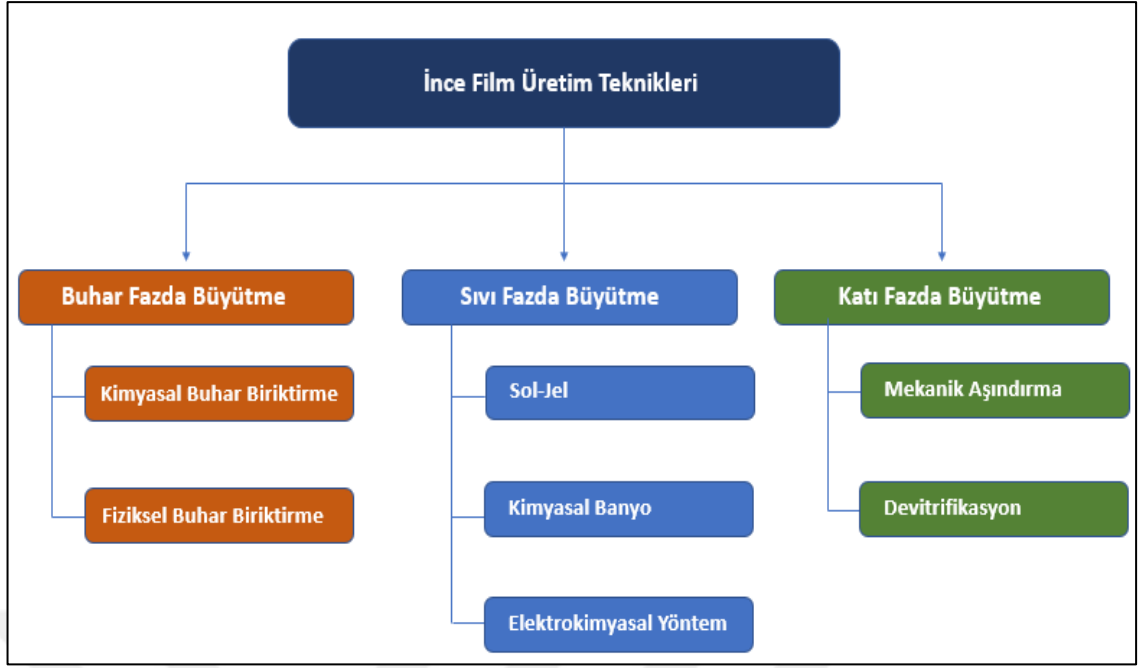 İnce Film Üretim Teknikleri
Buhar Fazda Büyütme
Kimyasal Buhar Biriktirme
Fiziksel Buhar Biriktirme
Sıvı Fazda Büyütme
Sol-Jel
Kimyasal Banyo
Elektrokimyasal Yöntem
Katı Fazda Büyütme
Mekanik Aşındırma
Devitrifikasyon